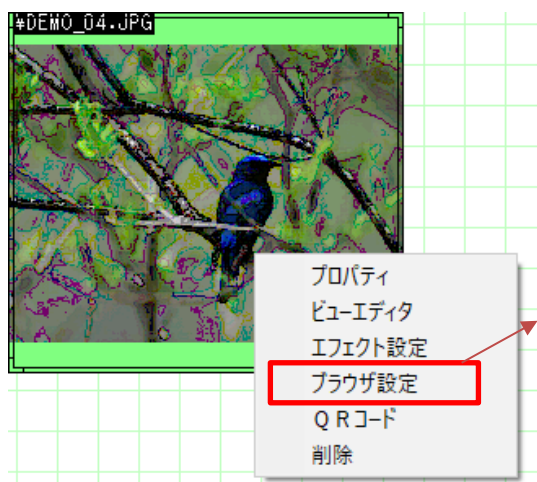 ¥DEMO_04.JPG
プロパティ
ビューエディタ
エフェクト設定
ブラウザ設定
ＱＲコード
削除